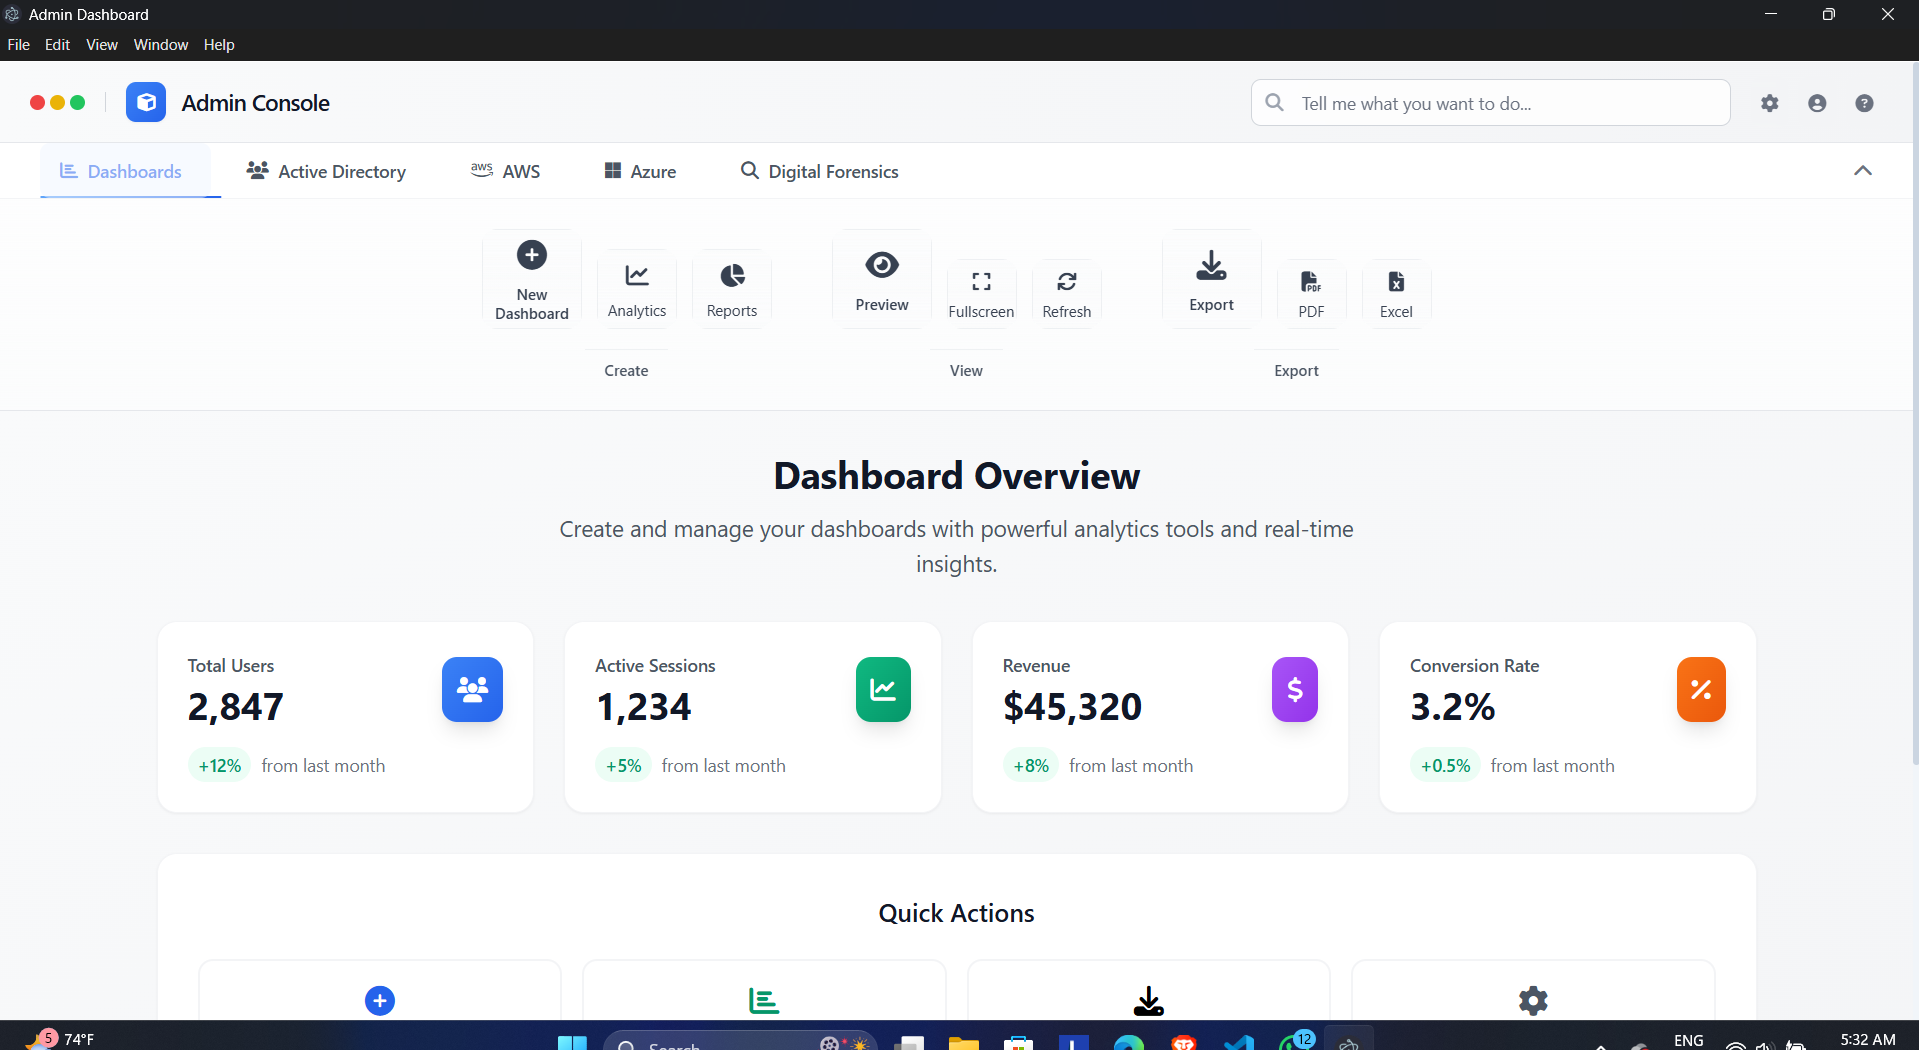 Admin Dashboard
File Edit View Window Help
Admin Console
Tell me what you want to do...
Dashboards
Active Directory
aws AWS
Azure
Digital Forensics
New
Dashboard
Analytics
Reports
Create
Preview
Fullscreen
Refresh
View
Export
PDF
PDF
Excel
Export
Dashboard Overview
Create and manage your dashboards with powerful analytics tools and real-time
insights.
Total Users
2,847
+12% from last month
Active Sessions
1,234
+5% from last month
Revenue
$45,320
$
+8% from last month
Conversion Rate
3.2%
%
+0.5% from last month
Quick Actions
5 74°F
Search
L
12
ENG
5:32 AM